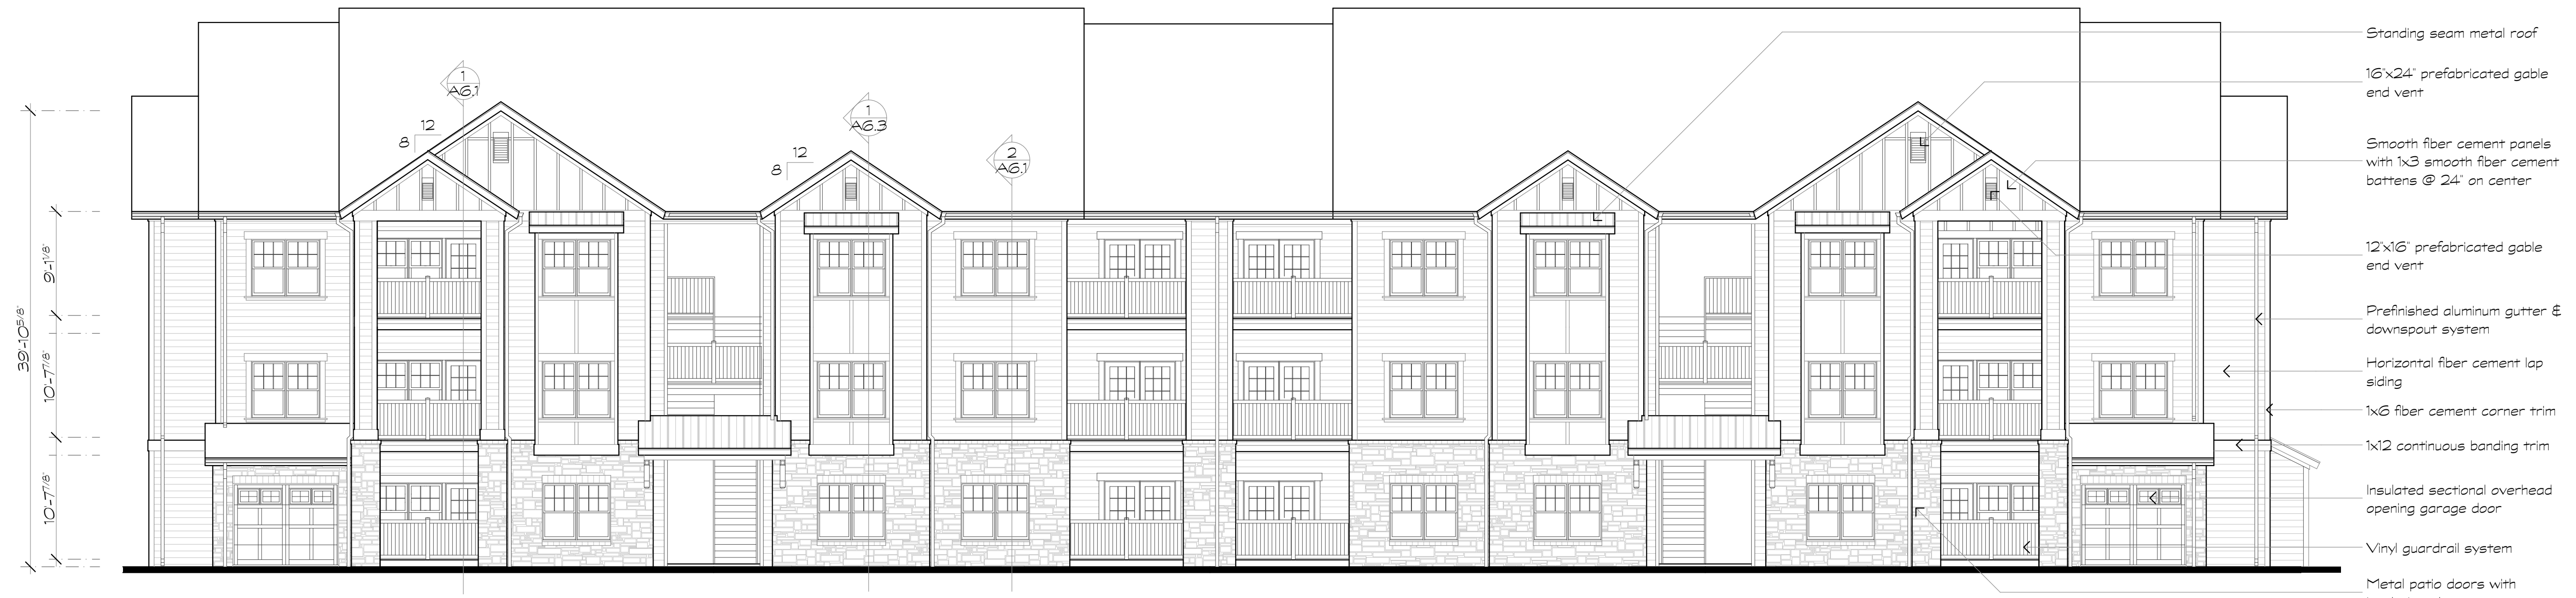 Standing seam metal roof
16"x24" prefabricated gable
end vent
Smooth fiber cement panels
with 1x3 smooth fiber cement
battens @ 24" on center
12"x16" prefabricated gable
end vent
Prefinished aluminum gutter &
downspout system
Horizontal fiber cement lap
siding
1x6 fiber cement corner trim
1x12 continuous banding trim
Insulated sectional overhead
opening garage door
Vinyl guardrail system
Metal patio doors with
1
A6.1
1
A6.3
2
A6.1
12
8
12
8
39'-10 5/8"
9'-1 1/8"
10'-7 7/8"
10'-7 7/8"